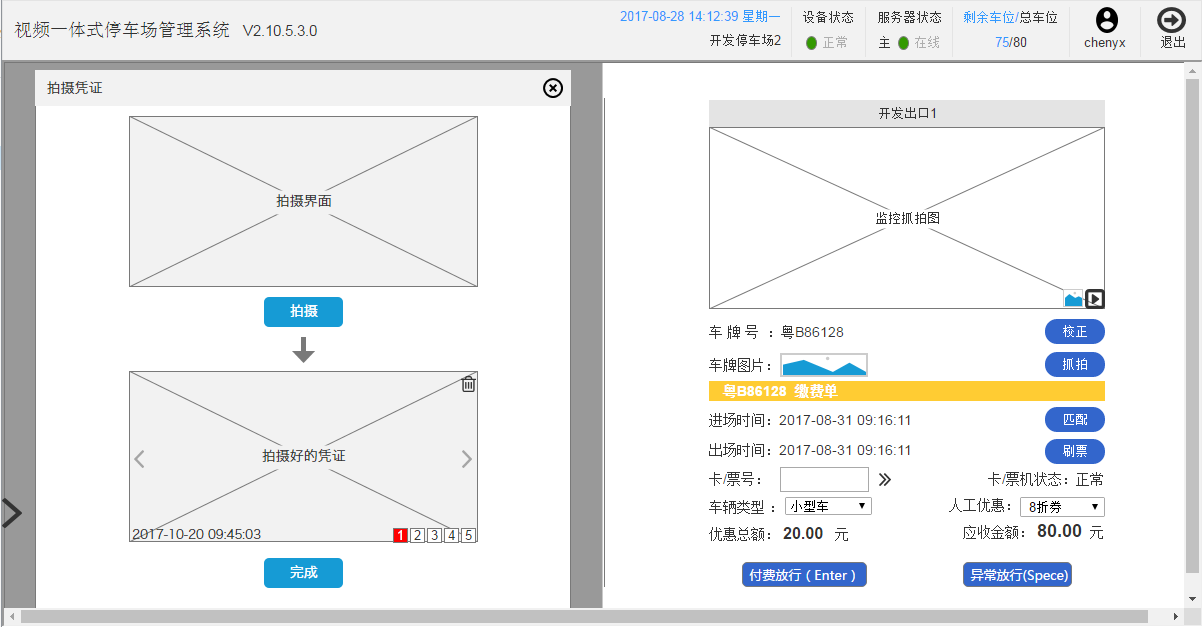 视频一体式停车场管理系统 V2.10.5.3.0
2017-08-28 14:12:39 星期一
开发停车场2
设备状态
正常
服务器状态
主 在线
剩余车位/总车位
75/80
chenyx
退出
拍摄凭证
拍摄界面
拍摄
拍摄好的凭证
2017-10-20 09:45:03
1 2 3 4 5
完成
开发出口1
监控抓拍图
车 牌 号 ：粤B86128
校正
车牌图片：
抓拍
粤B86128 缴费单
进场时间：2017-08-31 09:16:11
匹配
出场时间：2017-08-31 09:16:11
刷票
卡/票号：
卡/票机状态：正常
车辆类型 ：小型车
人工优惠：8折券
优惠总额：20.00 元
应收金额：80.00 元
付费放行（Enter ）
异常放行(Spece)